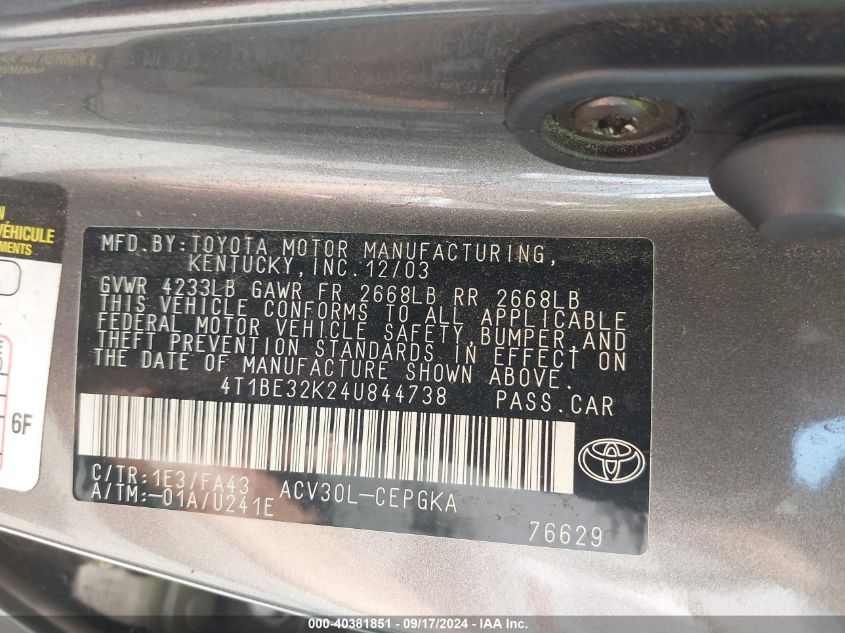 N
VÉHICULE
EMENTS
6F
MFD.BY:TOYOTA MOTOR MANUFACTURING,
KENTUCKY,INC.12/03
GVWR 4233LB GAWR FR 2668LB RR 2668LB
THIS VEHICLE CONFORMS TO ALL APPLICABLE
FEDERAL MOTOR VEHICLE SAFETY,BUMPER,AND
THEFT PREVENTION STANDARDS IN EFFECT ON
THE DATE OF MANUFACTURE SHOWN ABOVE.
4T1BE32K24U844738 PASS.CAR
C/TR:1E3/FA43 ACV30L-CEPGKA
A/TM:-01A/U241E
76629
000-40381851 / 09/17/2024 - IAA Inc.